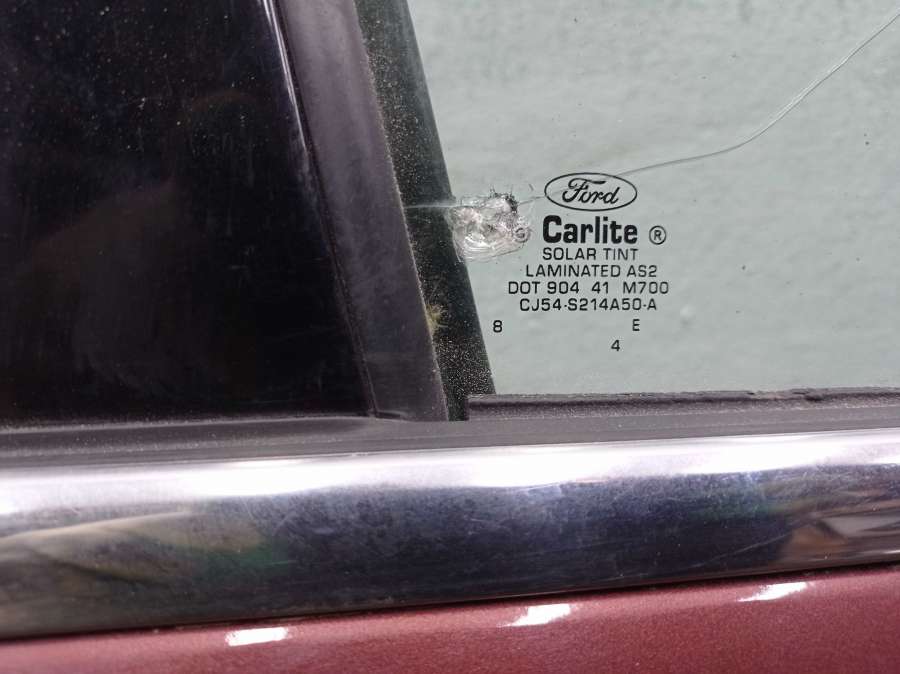 Ford
Carlite ®
SOLAR TINT
LAMINATED AS2
DOT 904 41 M700
CJ54-S214A50-A
8 E
4